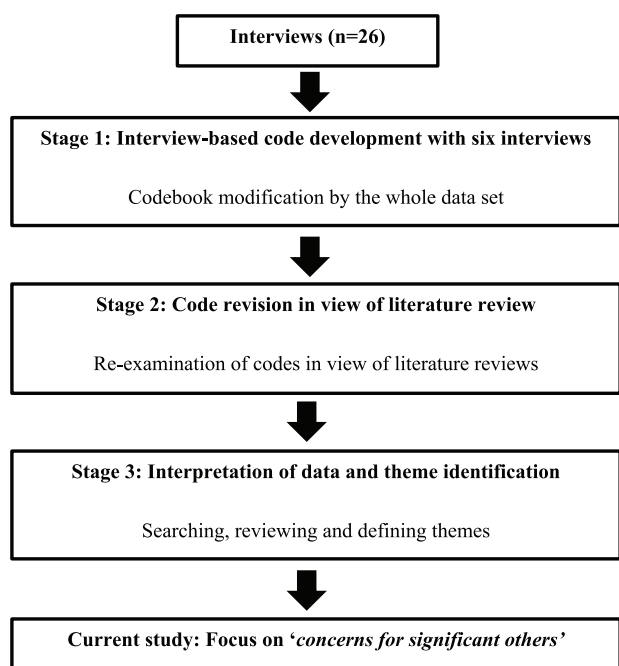 Interviews (n=26)
Stage 1: Interview-based code development with six interviews
Codebook modification by the whole data set
Stage 2: Code revision in view of literature review
Re-examination of codes in view of literature reviews
Stage 3: Interpretation of data and theme identification
Searching, reviewing and defining themes
Current study: Focus on ‘concerns for significant others’